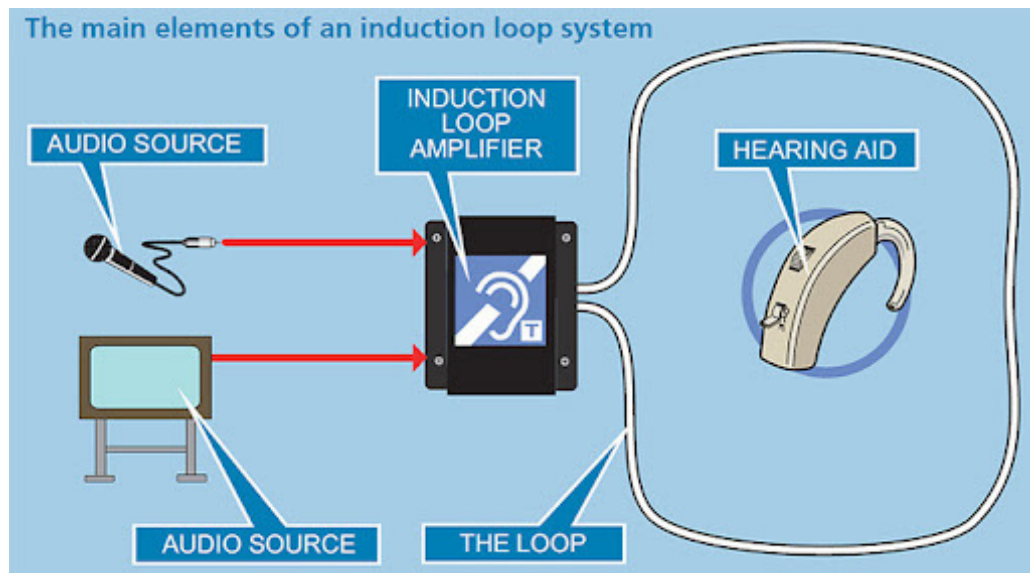 The main elements of an induction loop system
AUDIO SOURCE
INDUCTION
LOOP
AMPLIFIER
HEARING AID
T
AUDIO SOURCE
THE LOOP